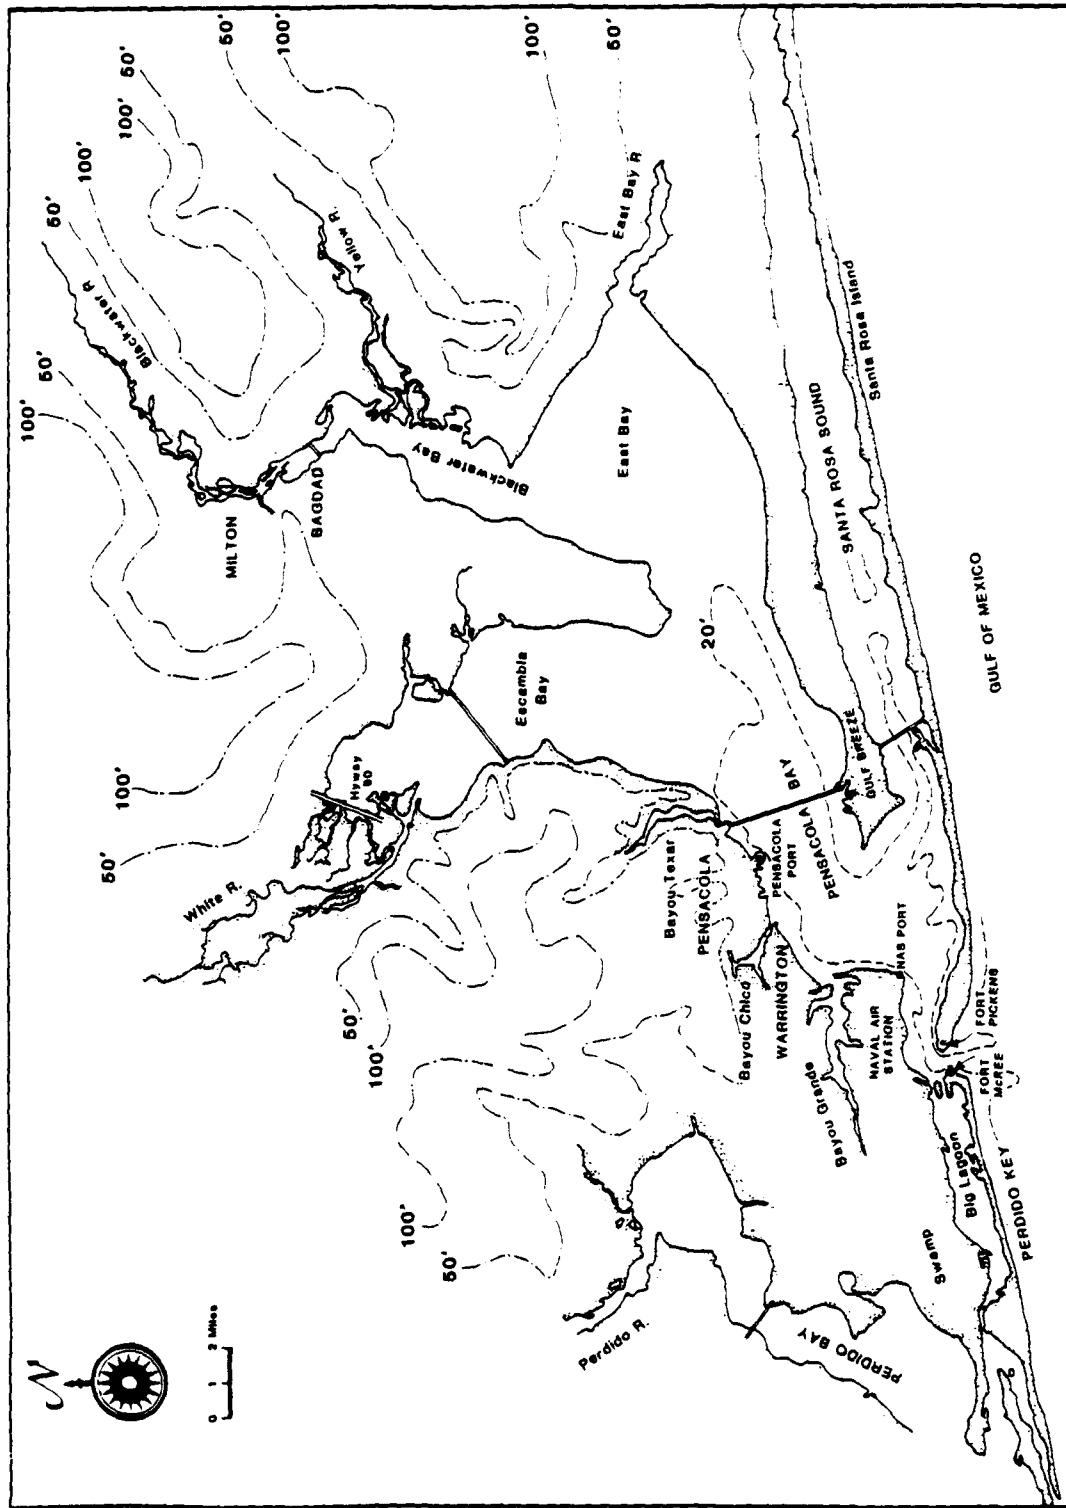 N
0 1 2 Miles
50'
100'
100'
50'
50'
100'
100'
50'
50'
100'
50'
100'
100'
50'
50'
100'
100'
50'
20'
Blackwater R.
Yellow R.
East Bay R.
MILTON
BAGDAD
Blackwater Bay
East Bay
Escambia
Bay
Hyway
90
White R.
Bayou Texar
PENSACOLA
PENSACOLA
PORT
PENSACOLA BAY
GULF BREEZE
SANTA ROSA SOUND
Santa Rosa Island
GULF OF MEXICO
Bayou Chico
WARRINGTON
Bayou Grande
NAVAL AIR
STATION
NAS PORT
FORT
PICKENS
FORT
McREE
Big Lagoon
PERDIDO KEY
Swamp
Perdido R.
PERDIDO BAY